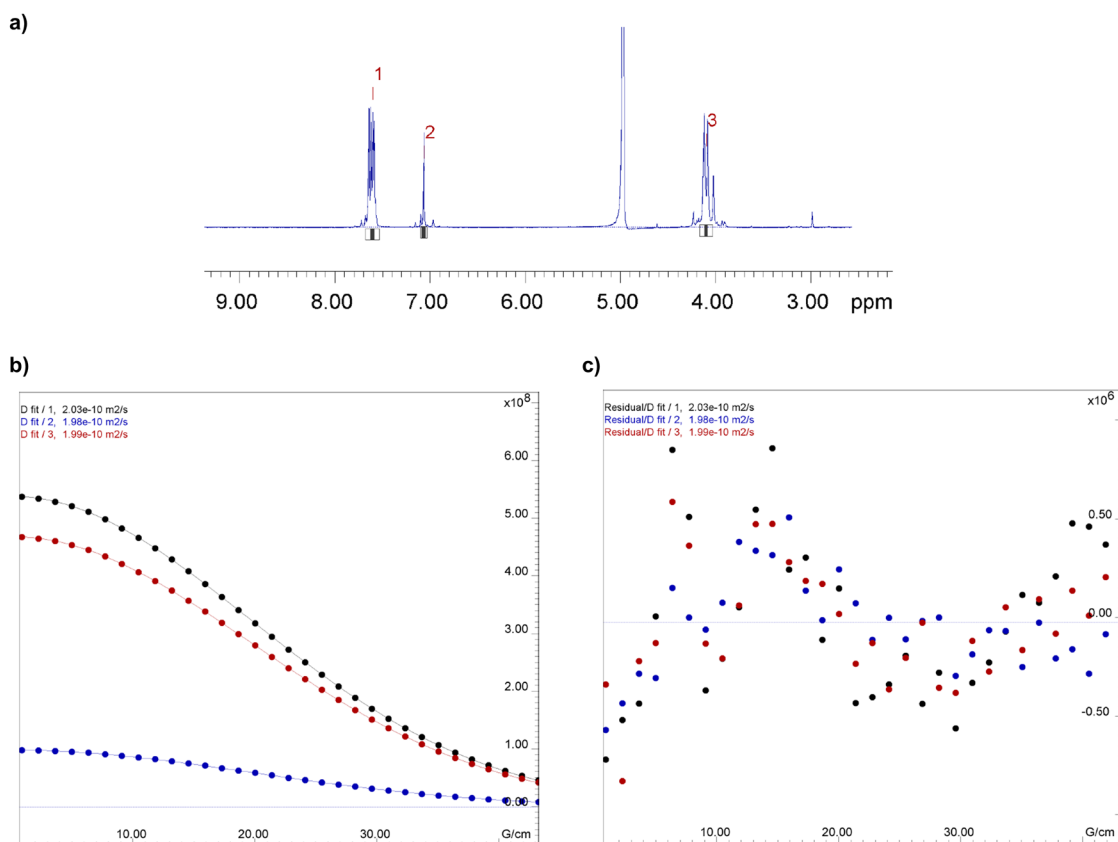 a)
1
2
3
9.00 8.00 7.00 6.00 5.00 4.00 3.00 ppm
b)
D fit / 1, 2.03e-10 m2/s
D fit / 2, 1.98e-10 m2/s
D fit / 3, 1.99e-10 m2/s
x10^8
6.00
5.00
4.00
3.00
2.00
1.00
0.00
10.00 20.00 30.00 G/cm
c)
Residual/D fit / 1, 2.03e-10 m2/s
Residual/D fit / 2, 1.98e-10 m2/s
Residual/D fit / 3, 1.99e-10 m2/s
x10^6
0.50
0.00
-0.50
10.00 20.00 30.00 G/cm